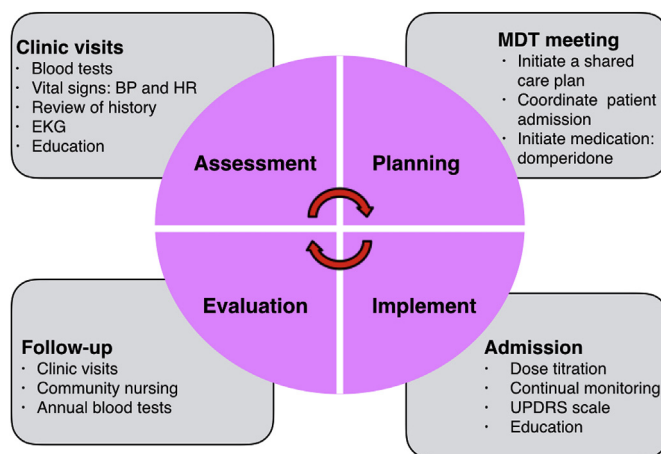 Clinic visits
· Blood tests
· Vital signs: BP and HR
· Review of history
· EKG
· Education
MDT meeting
· Initiate a shared
care plan
· Coordinate patient
admission
· Initiate medication:
domperidone
Assessment
Planning
Evaluation
Implement
Follow-up
· Clinic visits
· Community nursing
· Annual blood tests
Admission
· Dose titration
· Continual monitoring
· UPDRS scale
· Education